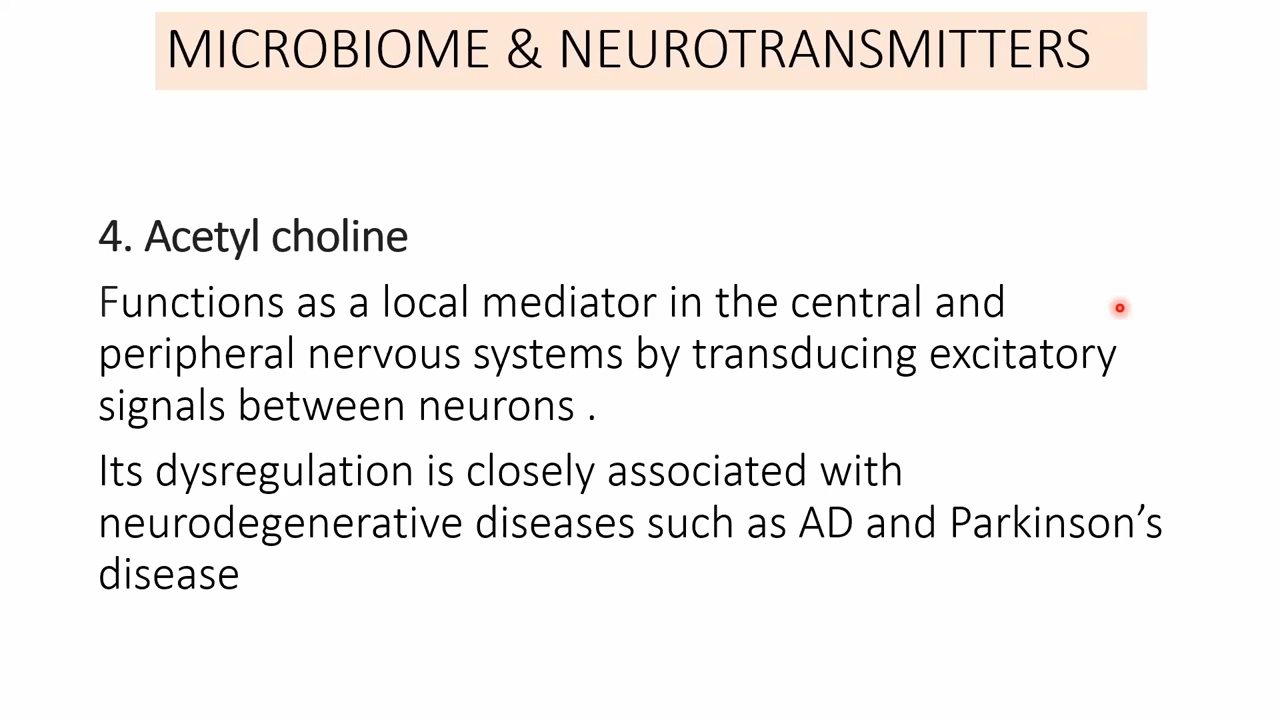 MICROBIOME & NEUROTRANSMITTERS
4. Acetyl choline
Functions as a local mediator in the central and
peripheral nervous systems by transducing excitatory
signals between neurons .
Its dysregulation is closely associated with
neurodegenerative diseases such as AD and Parkinson’s
disease